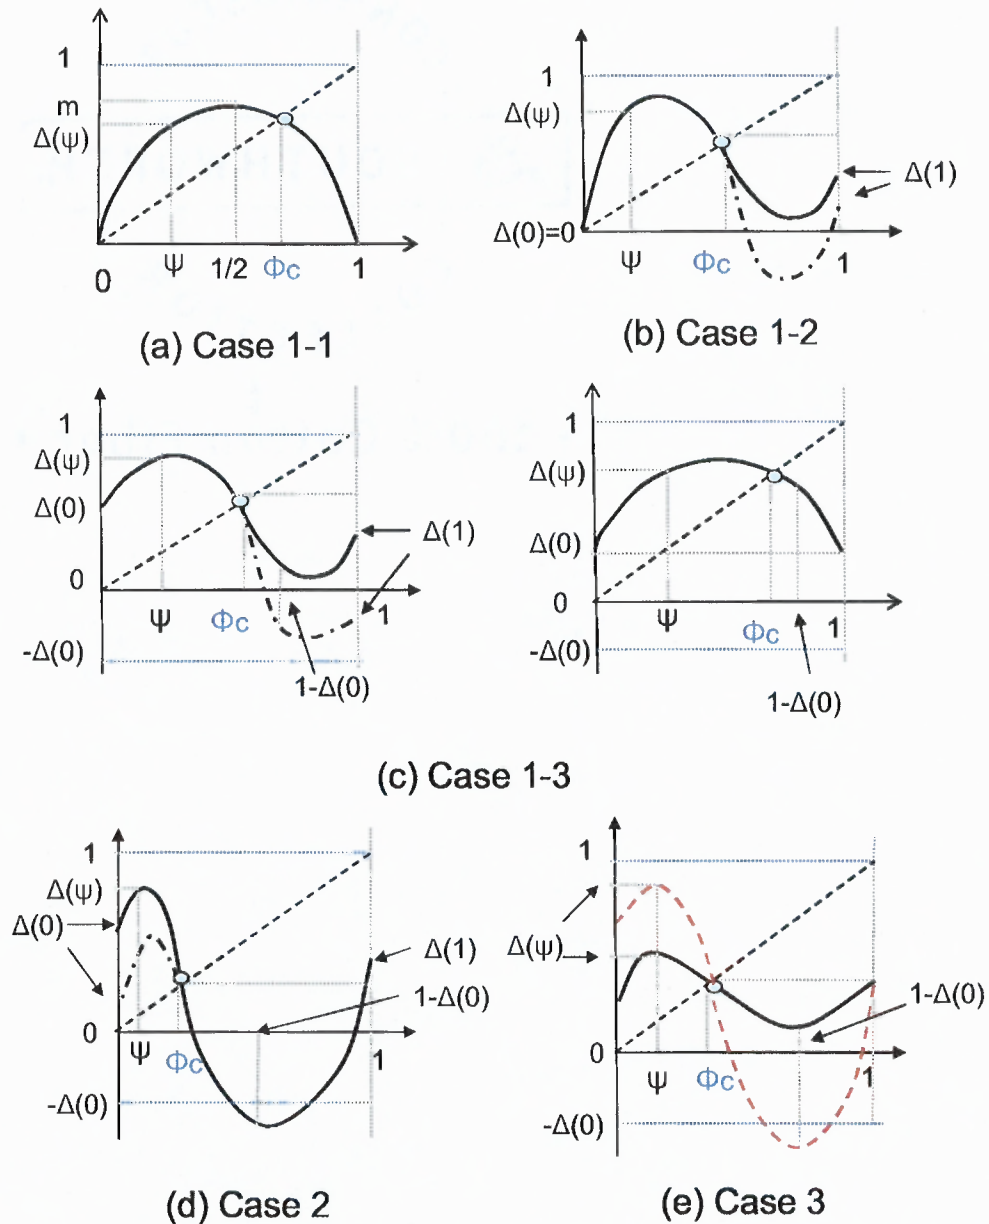 1
m
Δ(ψ)
0
ψ
1/2
Φc
1
(a) Case 1-1
1
Δ(ψ)
Δ(0)=0
Δ(1)
ψ
Φc
1
(b) Case 1-2
1
Δ(ψ)
Δ(0)
0
-Δ(0)
ψ
Φc
1
Δ(1)
1-Δ(0)
1
Δ(ψ)
Δ(0)
0
-Δ(0)
ψ
Φc
1
1-Δ(0)
(c) Case 1-3
1
Δ(ψ)
Δ(0)
0
-Δ(0)
ψ
Φc
1
Δ(1)
1-Δ(0)
(d) Case 2
1
Δ(ψ)
0
-Δ(0)
ψ
Φc
1
1-Δ(0)
(e) Case 3